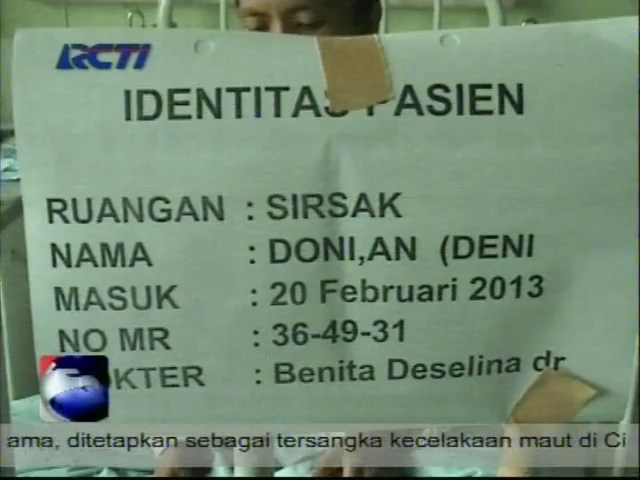 RCTI
IDENTITAS PASIEN
RUANGAN : SIRSAK
NAMA : DONI,AN (DENI
MASUK : 20 Februari 2013
NO MR : 36-49-31
DOKTER : Benita Deselina dr
ama, ditetapkan sebagai tersangka kecelakaan maut di Ci